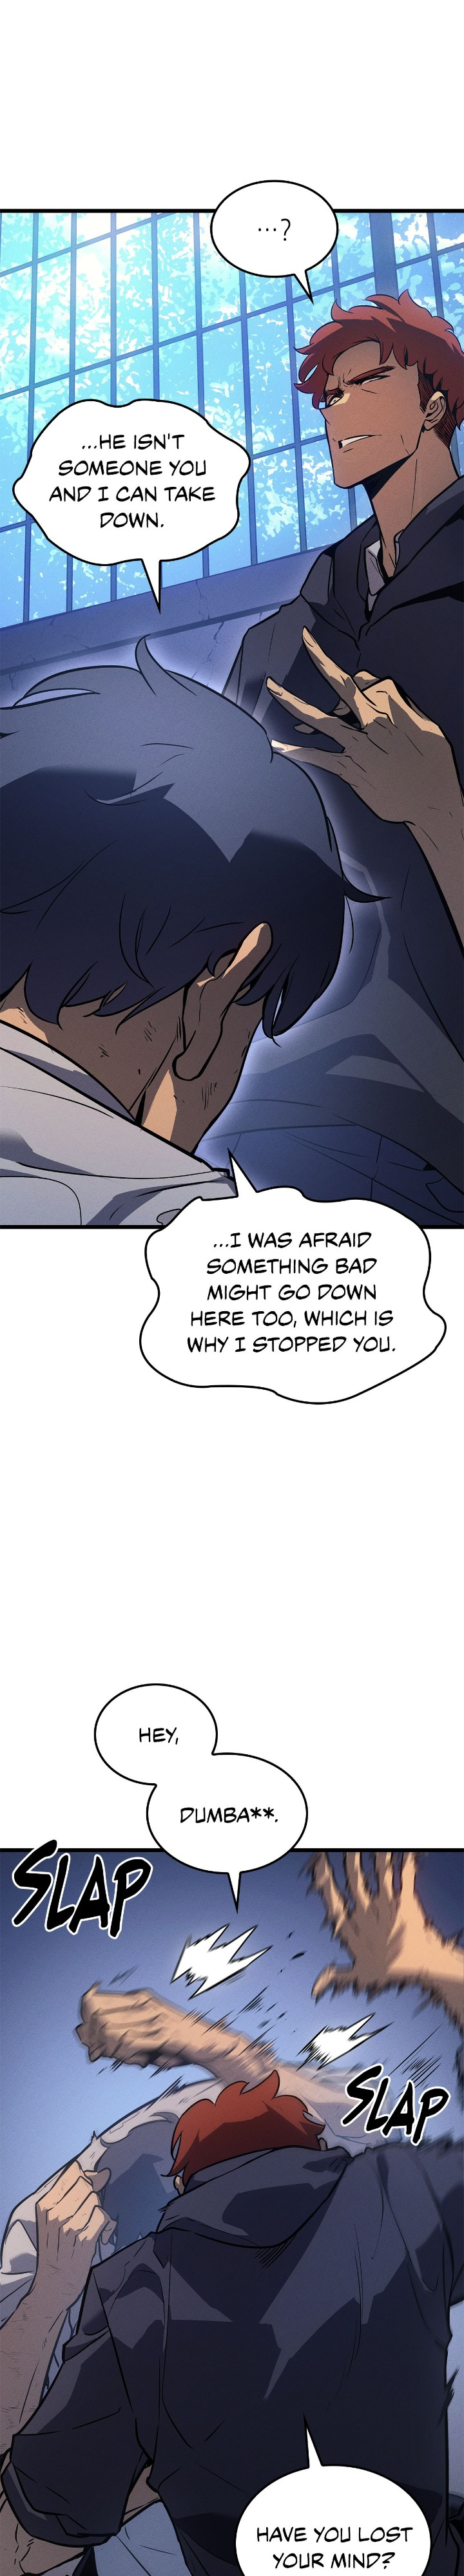 ...?
...HE ISN'T
SOMEONE YOU
AND I CAN TAKE
DOWN.
...I WAS AFRAID
SOMETHING BAD
MIGHT GO DOWN
HERE TOO, WHICH IS
WHY I STOPPED YOU.
HEY,
DUMBA**.
SLAP
SLAP
HAVE YOU LOST
YOUR MIND?